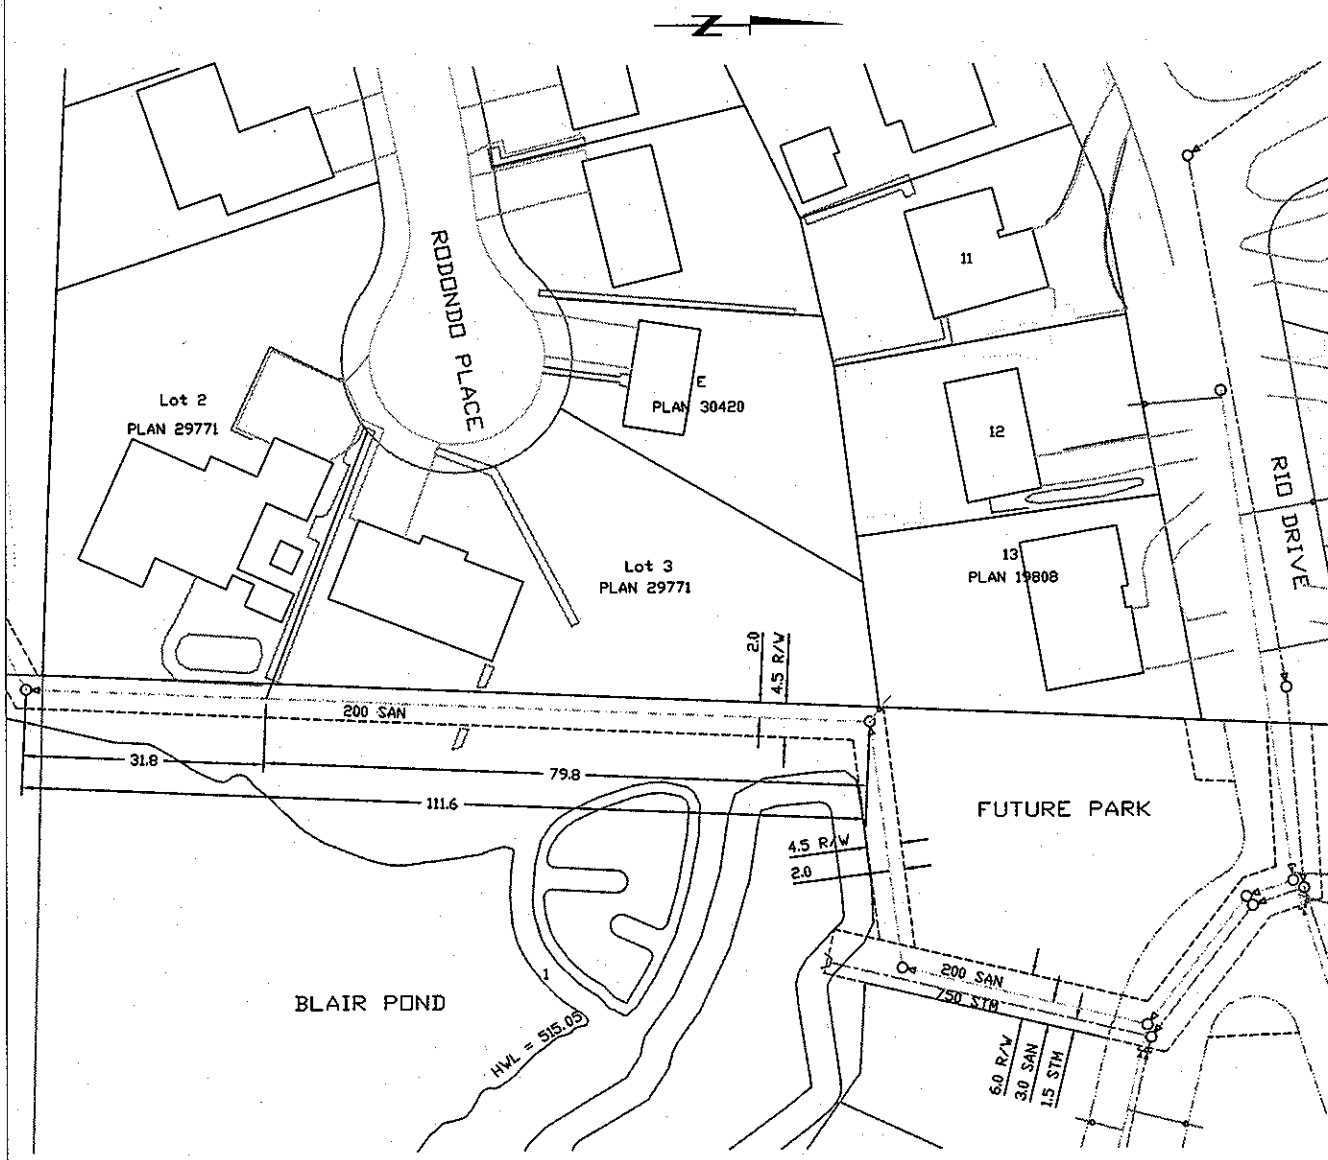 N
RODONDO PLACE
11
Lot 2
PLAN 29771
E
PLAN 30420
12
RIO DRIVE
13
PLAN 19808
Lot 3
PLAN 29771
2.0
4.5 R/W
200 SAN
31.8
79.8
111.6
FUTURE PARK
4.5 R/W
2.0
1
200 SAN
750 STM
BLAIR POND
HWL = 515.05
6.0 R/W
3.0 SAN
1.5 STM